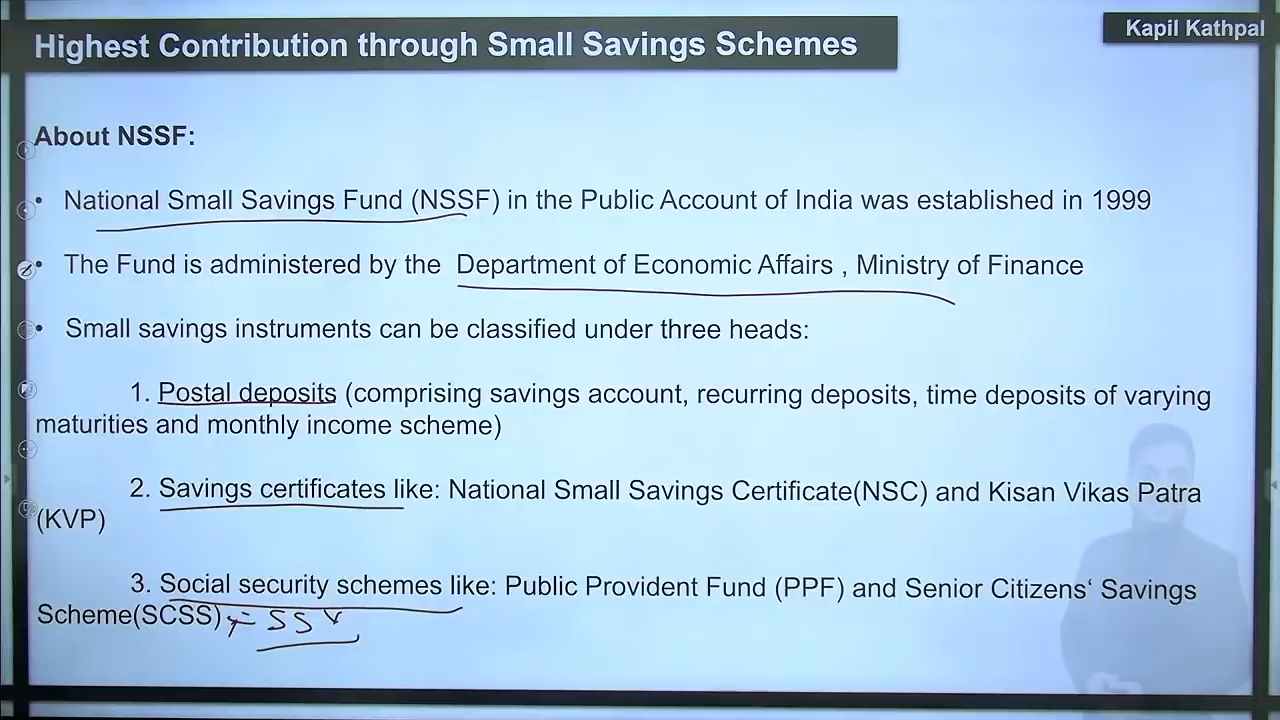 Highest Contribution through Small Savings Schemes
Kapil Kathpal
About NSSF:
• National Small Savings Fund (NSSF) in the Public Account of India was established in 1999
• The Fund is administered by the Department of Economic Affairs , Ministry of Finance
• Small savings instruments can be classified under three heads:
1. Postal deposits (comprising savings account, recurring deposits, time deposits of varying
maturities and monthly income scheme)
2. Savings certificates like: National Small Savings Certificate(NSC) and Kisan Vikas Patra
(KVP)
3. Social security schemes like: Public Provident Fund (PPF) and Senior Citizens‘ Savings
Scheme(SCSS) + SSY